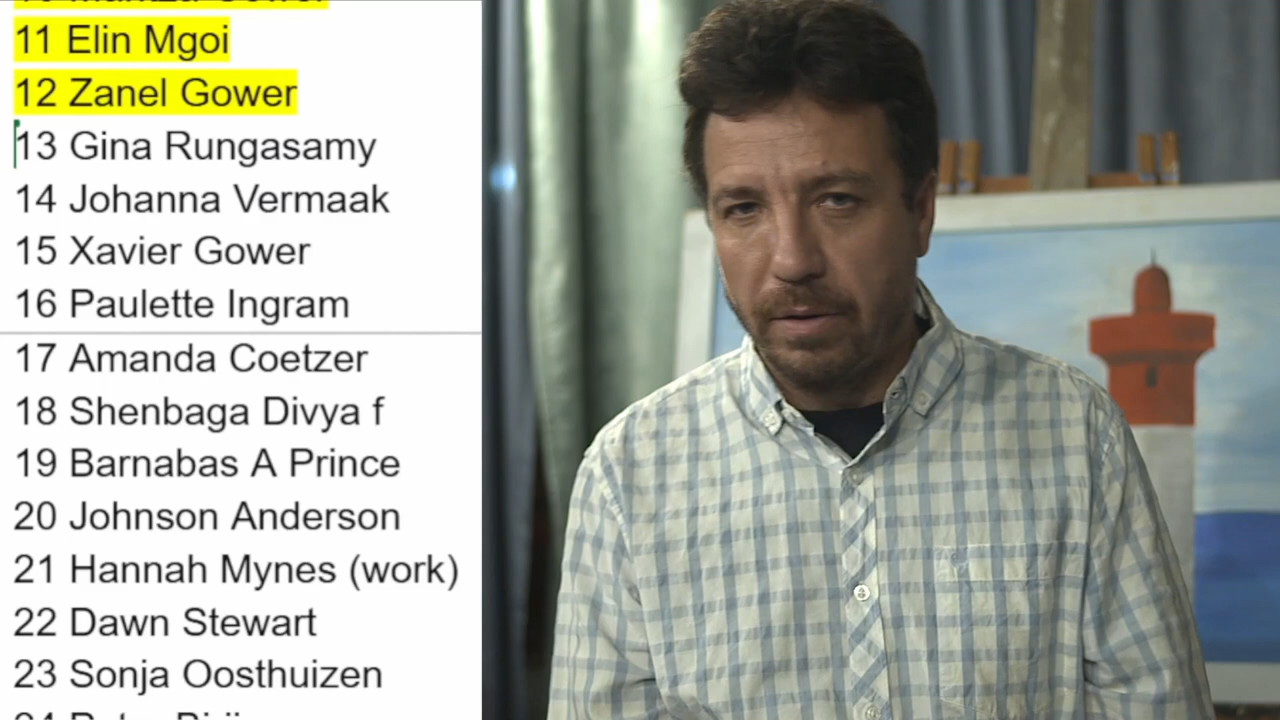 11 Elin Mgoi
12 Zanel Gower
13 Gina Rungasamy
14 Johanna Vermaak
15 Xavier Gower
16 Paulette Ingram
17 Amanda Coetzer
18 Shenbaga Divya f
19 Barnabas A Prince
20 Johnson Anderson
21 Hannah Mynes (work)
22 Dawn Stewart
23 Sonja Oosthuizen